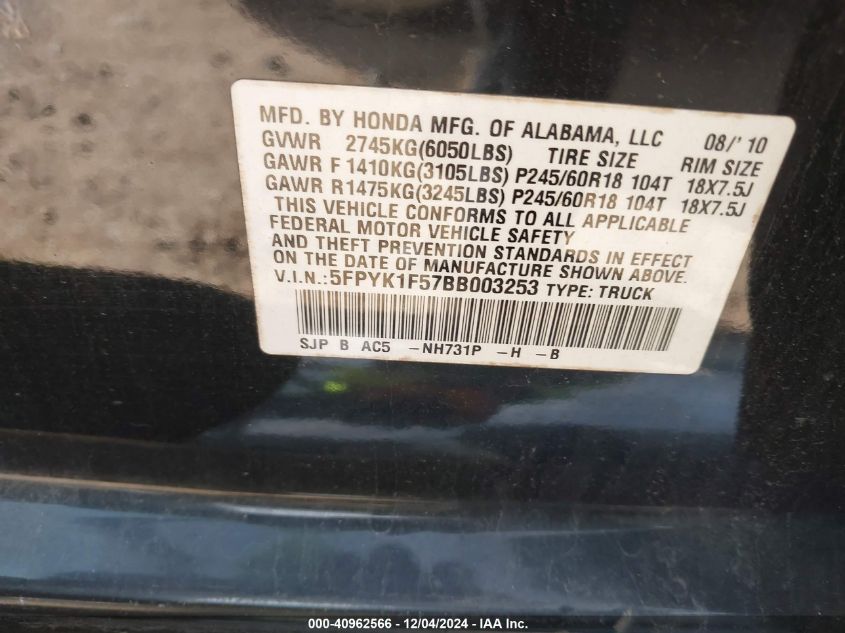 MFD. BY HONDA MFG. OF ALABAMA, LLC 08/'10
GVWR 2745KG(6050LBS) TIRE SIZE RIM SIZE
GAWR F 1410KG(3105LBS) P245/60R18 104T 18X7.5J
GAWR R1475KG(3245LBS) P245/60R18 104T 18X7.5J
THIS VEHICLE CONFORMS TO ALL APPLICABLE
FEDERAL MOTOR VEHICLE SAFETY
AND THEFT PREVENTION STANDARDS IN EFFECT
ON THE DATE OF MANUFACTURE SHOWN ABOVE.
V.I.N.:5FPYK1F57BB003253 TYPE: TRUCK
SJP B AC5 -NH731P -H -B
000-40962566 - 12/04/2024 - IAA Inc.